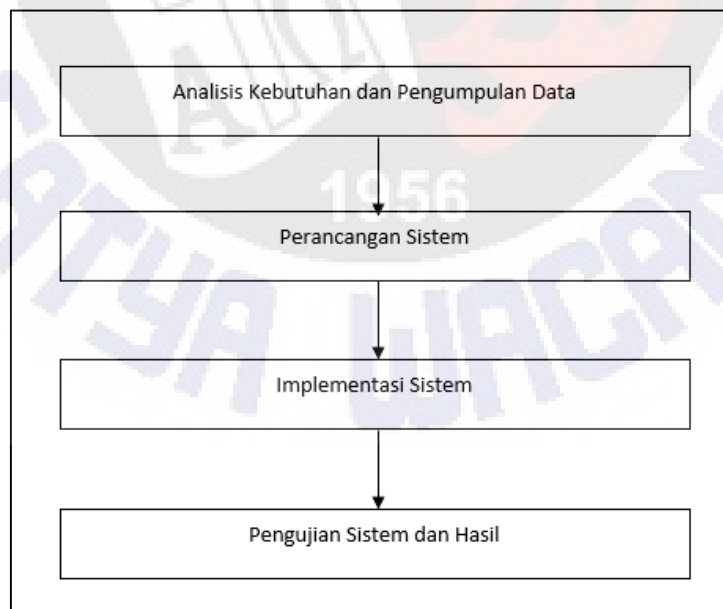 Analisis Kebutuhan dan Pengumpulan Data
1956
Perancangan Sistem
Implementasi Sistem
Pengujian Sistem dan Hasil